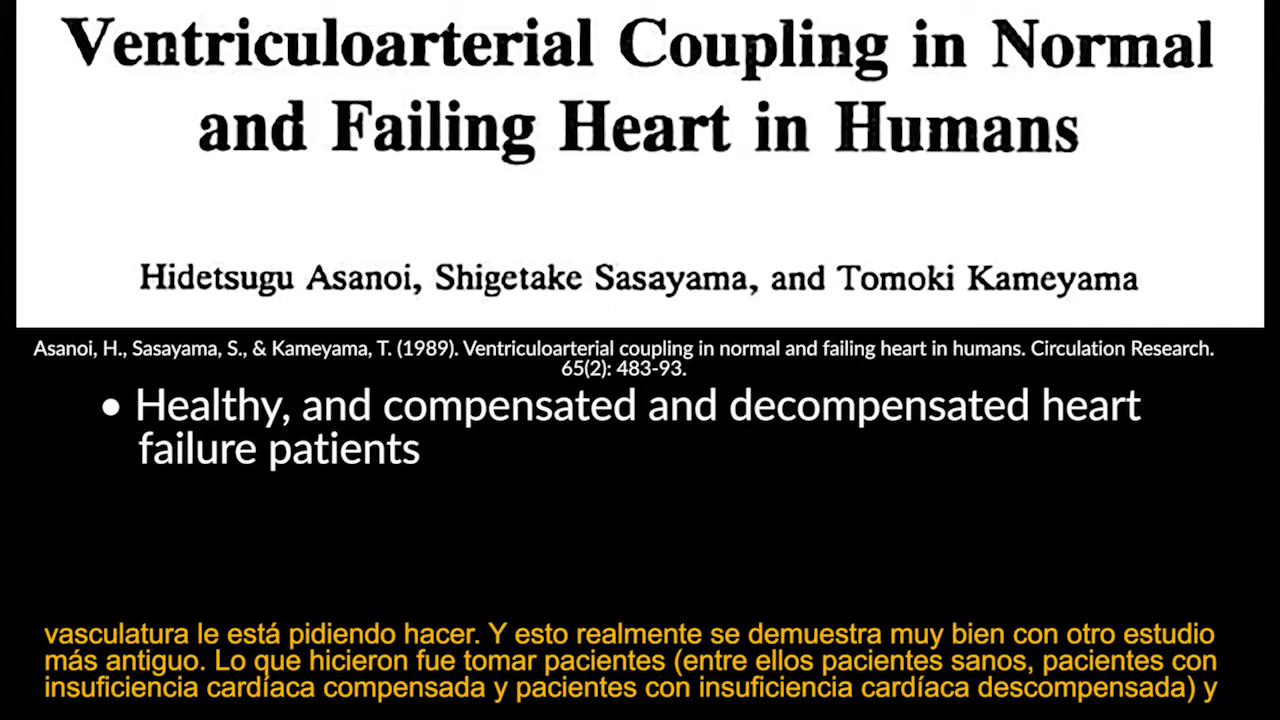 Ventriculoarterial Coupling in Normal
and Failing Heart in Humans
Hidetsugu Asanoi, Shigetake Sasayama, and Tomoki Kameyama
Asanoi, H., Sasayama, S., & Kameyama, T. (1989). Ventriculoarterial coupling in normal and failing heart in humans. Circulation Research.
65(2): 483-93.
• Healthy, and compensated and decompensated heart
failure patients
vasculatura le está pidiendo hacer. Y esto realmente se demuestra muy bien con otro estudio
más antiguo. Lo que hicieron fue tomar pacientes (entre ellos pacientes sanos, pacientes con
insuficiencia cardíaca compensada y pacientes con insuficiencia cardíaca descompensada) y